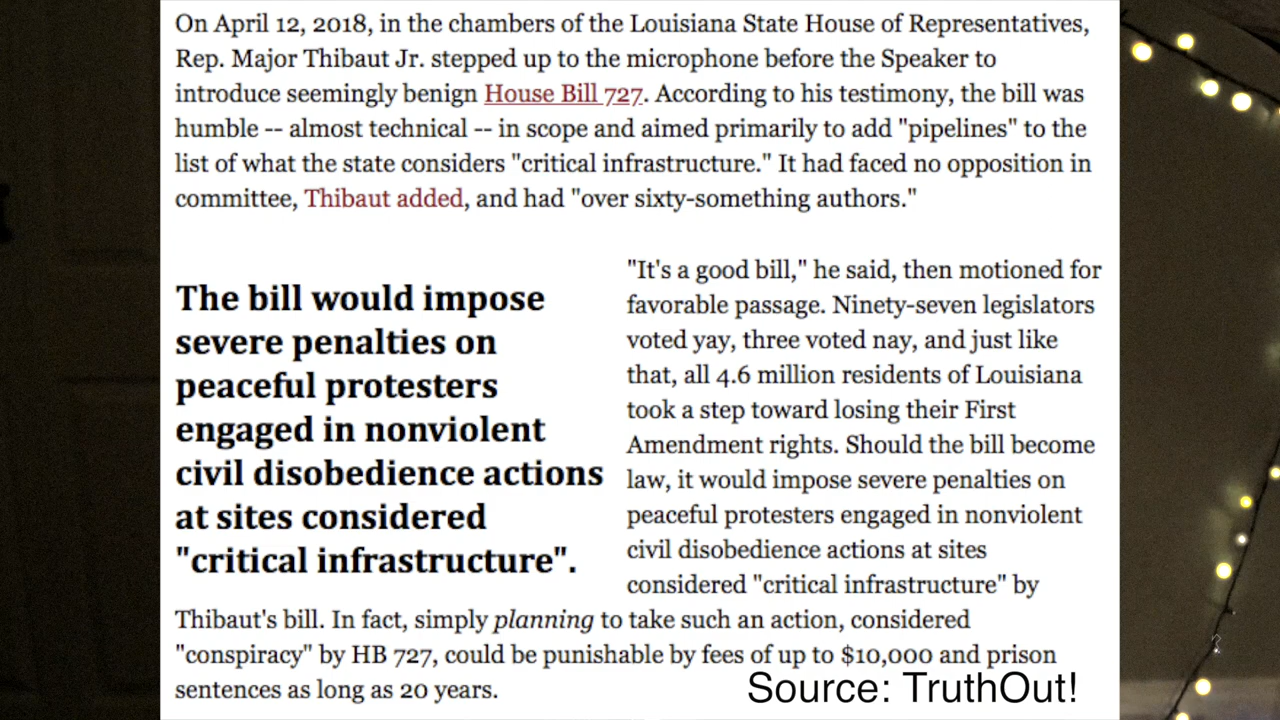 On April 12, 2018, in the chambers of the Louisiana State House of Representatives,
Rep. Major Thibaut Jr. stepped up to the microphone before the Speaker to
introduce seemingly benign House Bill 727. According to his testimony, the bill was
humble -- almost technical -- in scope and aimed primarily to add "pipelines" to the
list of what the state considers "critical infrastructure." It had faced no opposition in
committee, Thibaut added, and had "over sixty-something authors."
The bill would impose
severe penalties on
peaceful protesters
engaged in nonviolent
civil disobedience actions
at sites considered
"critical infrastructure".
"It's a good bill," he said, then motioned for
favorable passage. Ninety-seven legislators
voted yay, three voted nay, and just like
that, all 4.6 million residents of Louisiana
took a step toward losing their First
Amendment rights. Should the bill become
law, it would impose severe penalties on
peaceful protesters engaged in nonviolent
civil disobedience actions at sites
considered "critical infrastructure" by
Thibaut's bill. In fact, simply planning to take such an action, considered
"conspiracy" by HB 727, could be punishable by fees of up to $10,000 and prison
sentences as long as 20 years.
Source: TruthOut!